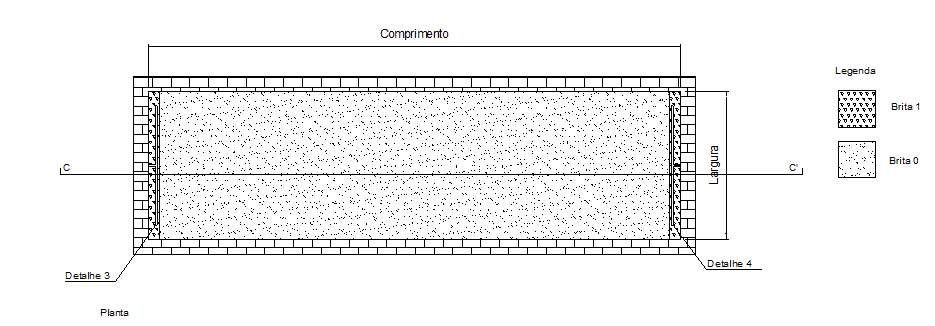 Comprimento
Legenda
Brita 1
Largura
Brita 0
C
C'
Detalhe 3
Detalhe 4
Planta